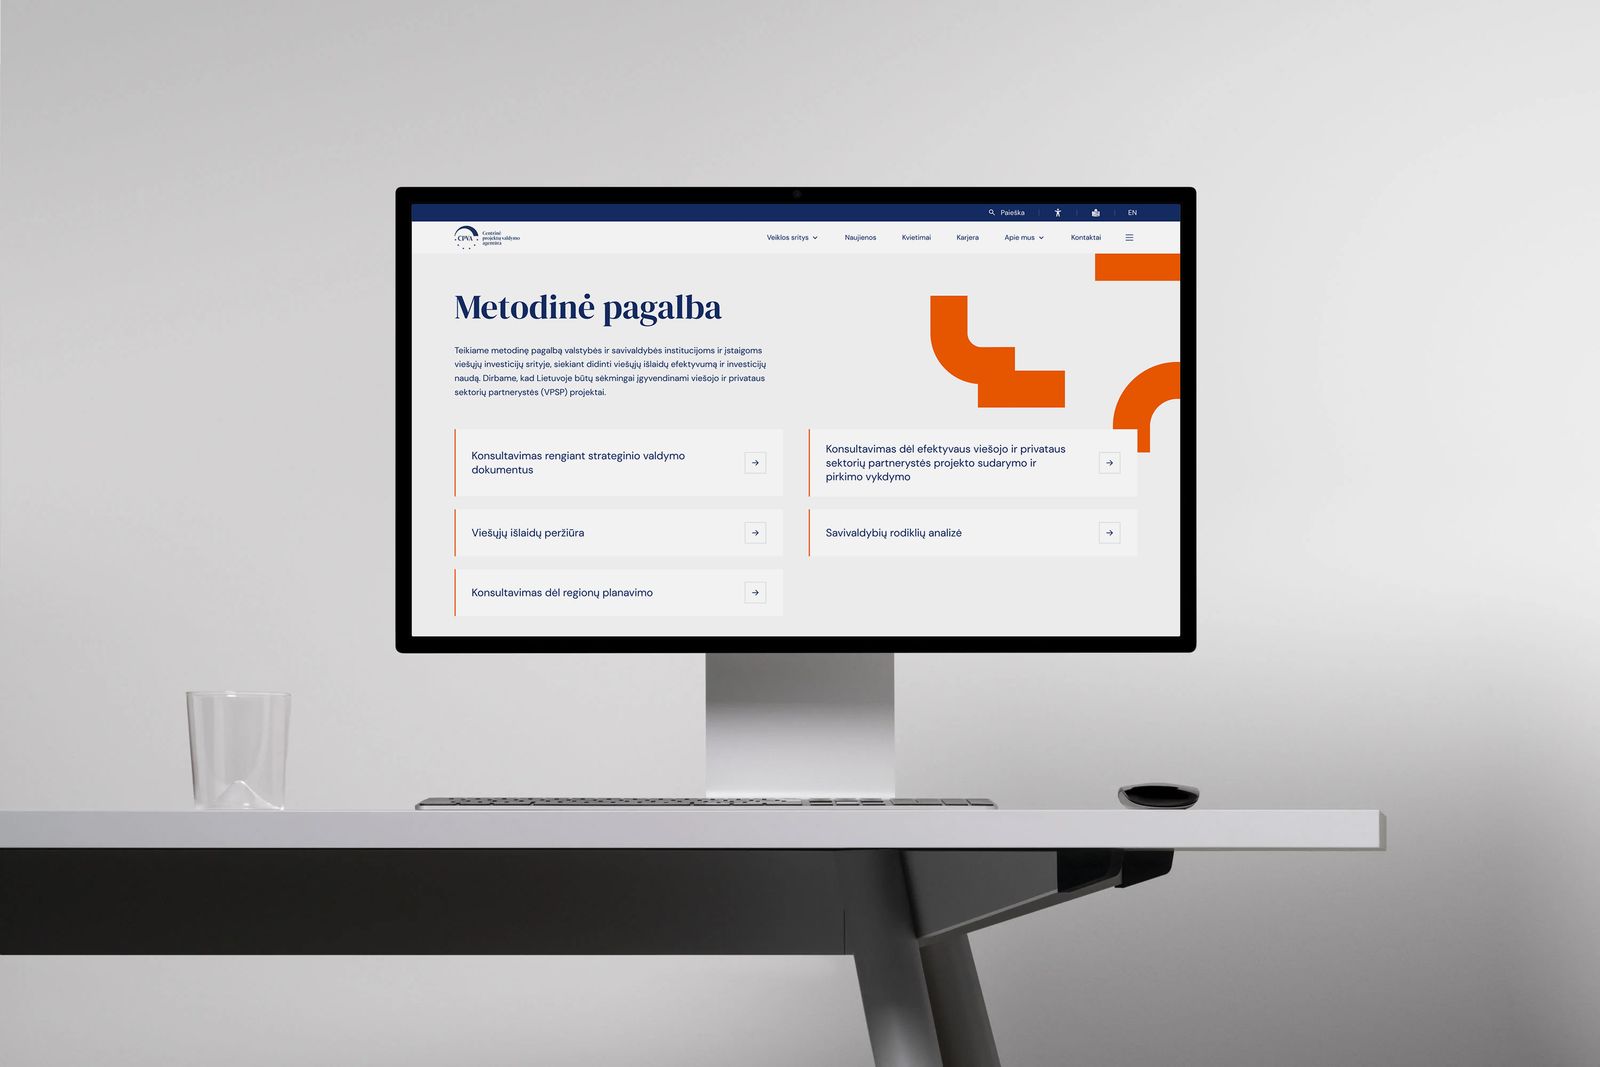 Paieška
EN
CPVA
Centrinė
projektų valdymo
agentūra
Veiklos sritys
Naujienos
Kvietimai
Karjera
Apie mus
Kontaktai
Metodinė pagalba
Teikiame metodinę pagalbą valstybės ir savivaldybės institucijoms ir įstaigoms
viešųjų investicijų srityje, siekiant didinti viešųjų išlaidų efektyvumą ir investicijų
naudą. Dirbame, kad Lietuvoje būtų sėkmingai įgyvendinami viešojo ir privataus
sektorių partnerystės (VPSP) projektai.
Konsultavimas rengiant strateginio valdymo
dokumentus
Konsultavimas dėl efektyvaus viešojo ir privataus
sektorių partnerystės projekto sudarymo ir
pirkimo vykdymo
Viešųjų išlaidų peržiūra
Savivaldybių rodiklių analizė
Konsultavimas dėl regionų planavimo